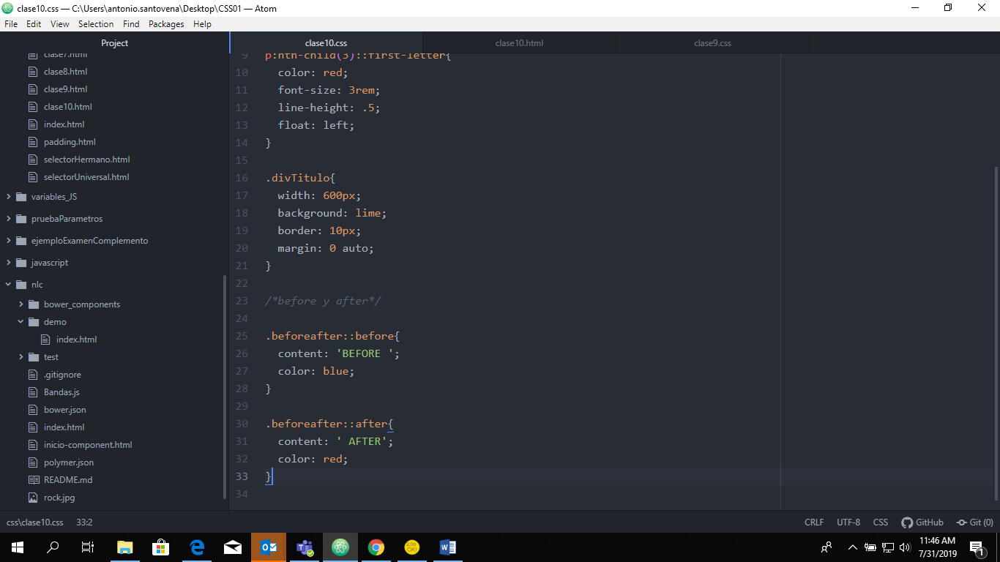 clase10.css — C:\Users\antonio.santovena\Desktop\CSS01 — Atom
File Edit View Selection Find Packages Help
Project
clase7.html
clase8.html
clase9.html
clase10.html
index.html
padding.html
selectorHermano.html
selectorUniversal.html
variables_JS
pruebaParametros
ejemploExamenComplemento
javascript
nlc
bower_components
demo
index.html
test
.gitignore
Bandas.js
bower.json
index.html
inicio-component.html
polymer.json
README.md
rock.jpg
clase10.css clase10.html clase9.css
9 p:nth-child(3)::first-letter{
10 color: red;
11 font-size: 3rem;
12 line-height: .5;
13 float: left;
14 }
15
16 .divTitulo{
17 width: 600px;
18 background: lime;
19 border: 10px;
20 margin: 0 auto;
21 }
22
23 /*before y after*/
24
25 .beforeafter::before{
26 content: 'BEFORE ';
27 color: blue;
28 }
29
30 .beforeafter::after{
31 content: ' AFTER';
32 color: red;
33 }
34
css\clase10.css 33:2 CRLF UTF-8 CSS GitHub Git (0)
11:46 AM
7/31/2019
1